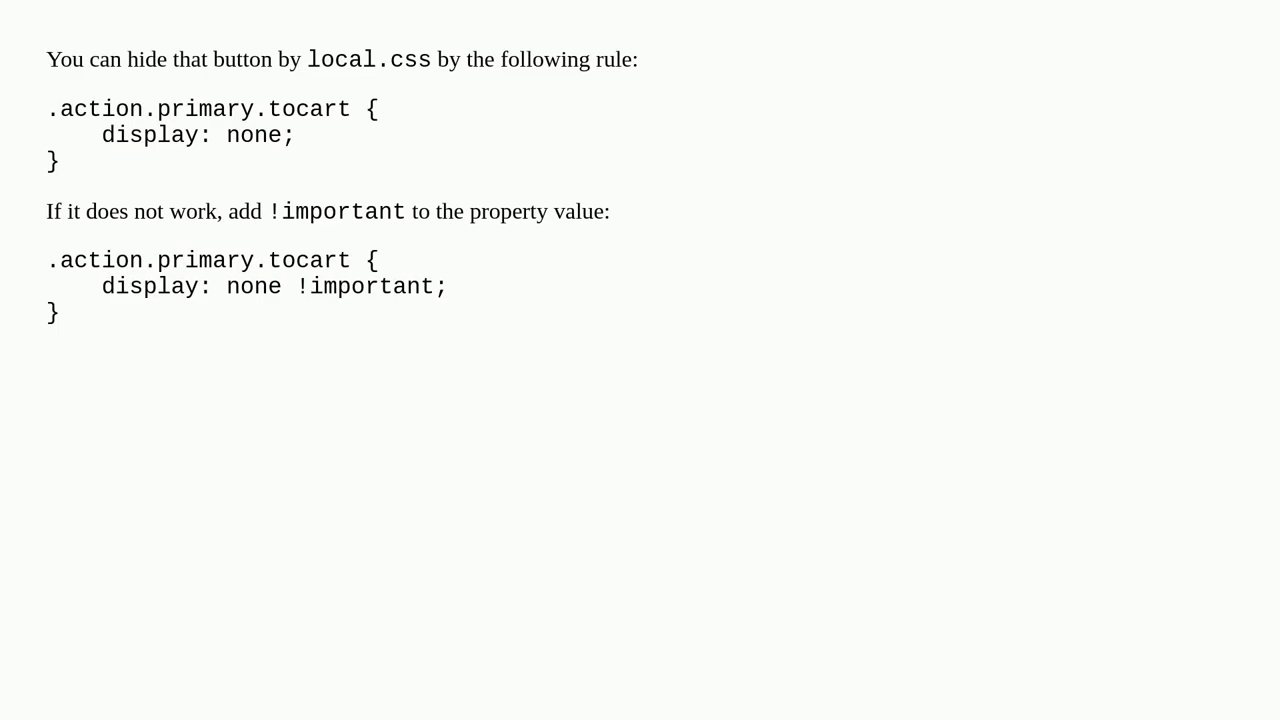 You can hide that button by local.css by the following rule:
.action.primary.tocart {
    display: none;
}
If it does not work, add !important to the property value:
.action.primary.tocart {
    display: none !important;
}